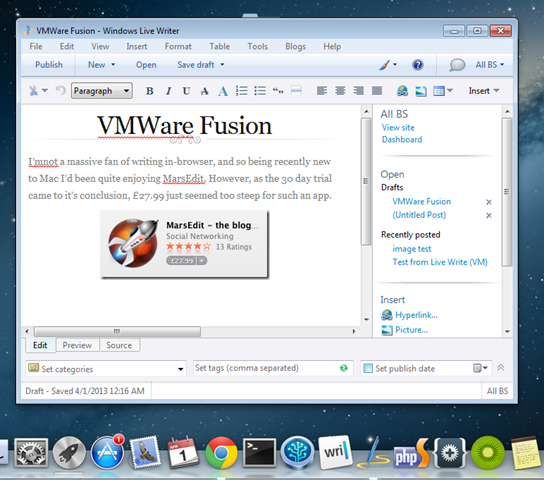 VMWare Fusion - Windows Live Writer
File Edit View Insert Format Table Tools Blogs Help
Publish New Open Save draft All BS
Paragraph B I U A A Insert
VMWare Fusion
I'mnot a massive fan of writing in-browser, and so being recently new
to Mac I'd been quite enjoying MarsEdit. However, as the 30 day trial
came to it's conclusion, £27.99 just seemed too steep for such an app.
MarsEdit - the blog...
Social Networking
13 Ratings
£27.99
All BS
View site
Dashboard
Open
Drafts
VMWare Fusion
(Untitled Post)
Recently posted
image test
Test from Live Write (VM)
Insert
Hyperlink...
Picture...
Edit Preview Source
Set categories Set tags (comma separated) Set publish date
Draft - Saved 4/1/2013 12:16 AM All BS
1
APR
1
wri
php S